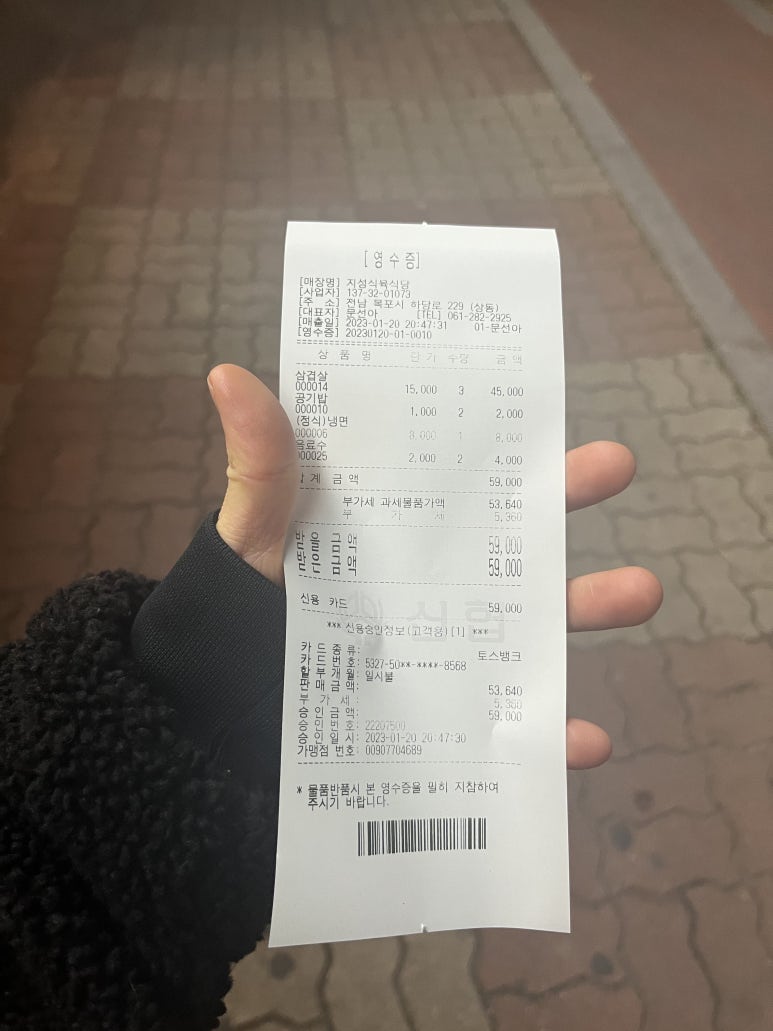 [영수증]
[매장명] 지성식육식당
[사업자] 137-32-01073
[주 소] 전남 목포시 하당로 229 (상동)
[대표자] 문선아 [TEL] 061-282-2925
[매출일] 2023-01-20 20:47:31 01-문선아
[영수증] 20230120-01-0010
상 품 명 단가 수량 금액
삼겹살
000014 15,000 3 45,000
공기밥
000010 1,000 2 2,000
(정식)냉면
000006 8,000 1 8,000
음료수
000025 2,000 2 4,000
합 계 금 액 59,000
부가세 과세물품가액 53,640
부 가 세 5,360
받 을 금 액 59,000
받 은 금 액 59,000
신용 카드 59,000
*** 신용승인정보(고객용) [1] ***
카 드 종 류: 토스뱅크
카 드 번 호: 5327-50**-****-8568
할 부 개 월: 일시불
판 매 금 액: 53,640
부 가 세 : 5,360
승 인 금 액: 59,000
승 인 번 호: 22207500
승 인 일 시: 2023-01-20 20:47:30
가맹점 번호: 00907704689
* 물품반품시 본 영수증을 필히 지참하여
주시기 바랍니다.